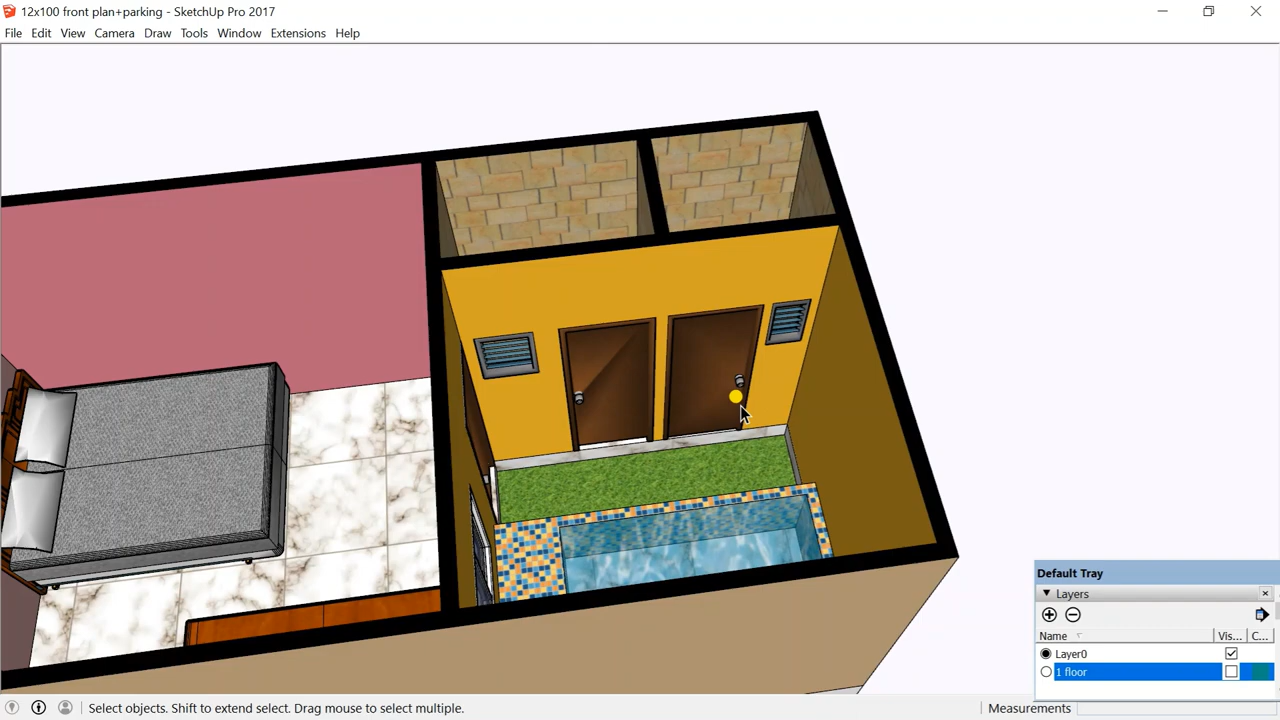 12x100 front plan+parking - SketchUp Pro 2017
File Edit View Camera Draw Tools Window Extensions Help
Default Tray
Layers
Name Vis... C...
Layer0
1 floor
Select objects. Shift to extend select. Drag mouse to select multiple.
Measurements